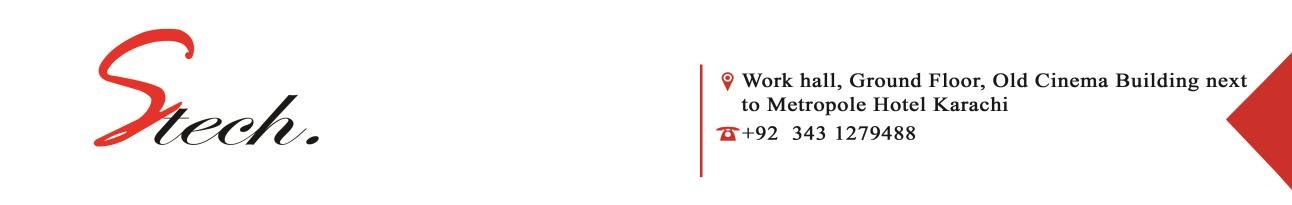 Stech.
Work hall, Ground Floor, Old Cinema Building next
to Metropole Hotel Karachi
+92 343 1279488